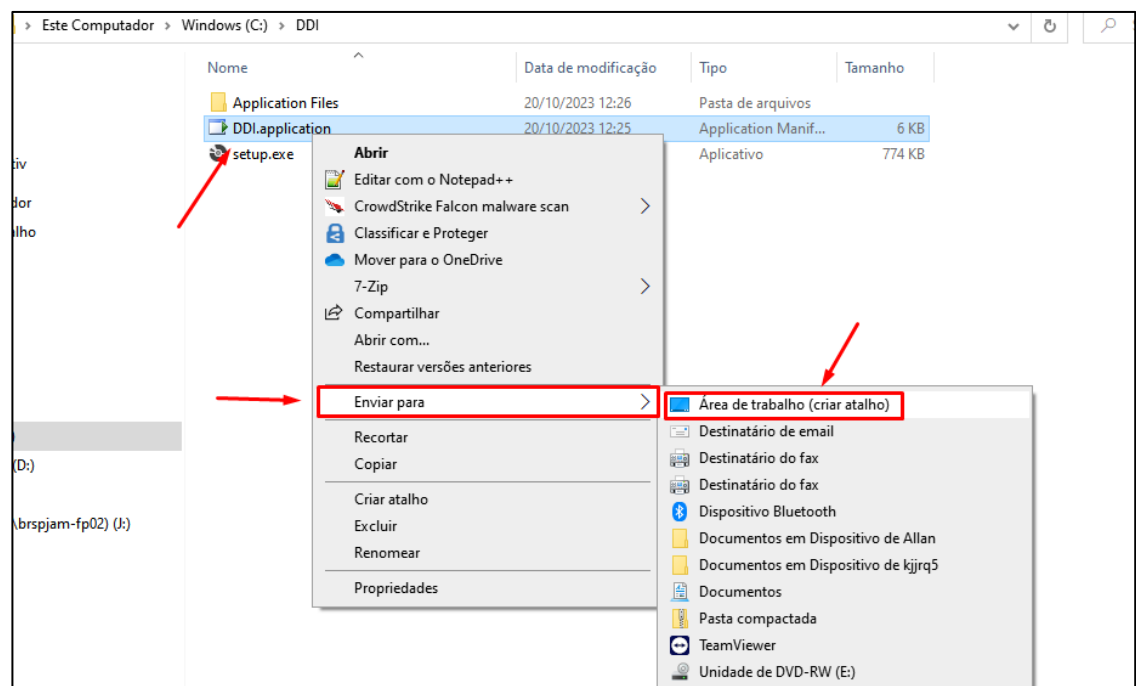 Este Computador > Windows (C:) > DDI
Nome Data de modificação Tipo Tamanho
Application Files 20/10/2023 12:26 Pasta de arquivos
DDI.application 20/10/2023 12:25 Application Manif... 6 KB
setup.exe Aplicativo 774 KB
Abrir
Editar com o Notepad++
CrowdStrike Falcon malware scan
Classificar e Proteger
Mover para o OneDrive
7-Zip
Compartilhar
Abrir com...
Restaurar versões anteriores
Enviar para
Recortar
Copiar
Criar atalho
Excluir
Renomear
Propriedades
Área de trabalho (criar atalho)
Destinatário de email
Destinatário do fax
Destinatário do fax
Dispositivo Bluetooth
Documentos em Dispositivo de Allan
Documentos em Dispositivo de kjjrq5
Documentos
Pasta compactada
TeamViewer
Unidade de DVD-RW (E:)
tiv
dor
alho
)
(D:)
\brspjam-fp02) (J:)